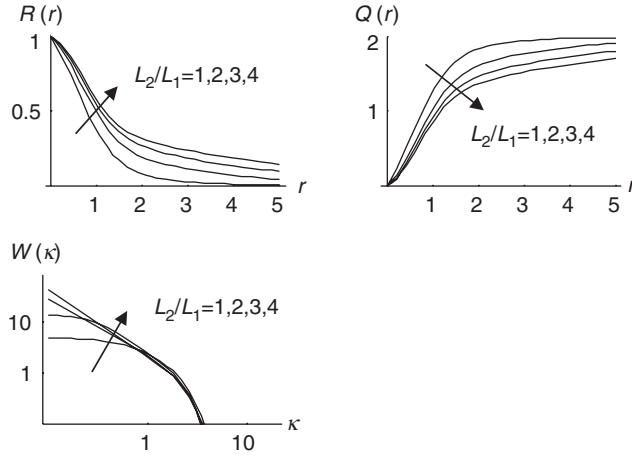 R (r)
1
0.5
L₂/L₁=1,2,3,4
1 2 3 4 5 r
Q (r)
2
1
L₂/L₁=1,2,3,4
1 2 3 4 5 r
W (κ)
10
1
L₂/L₁=1,2,3,4
1 10 κ